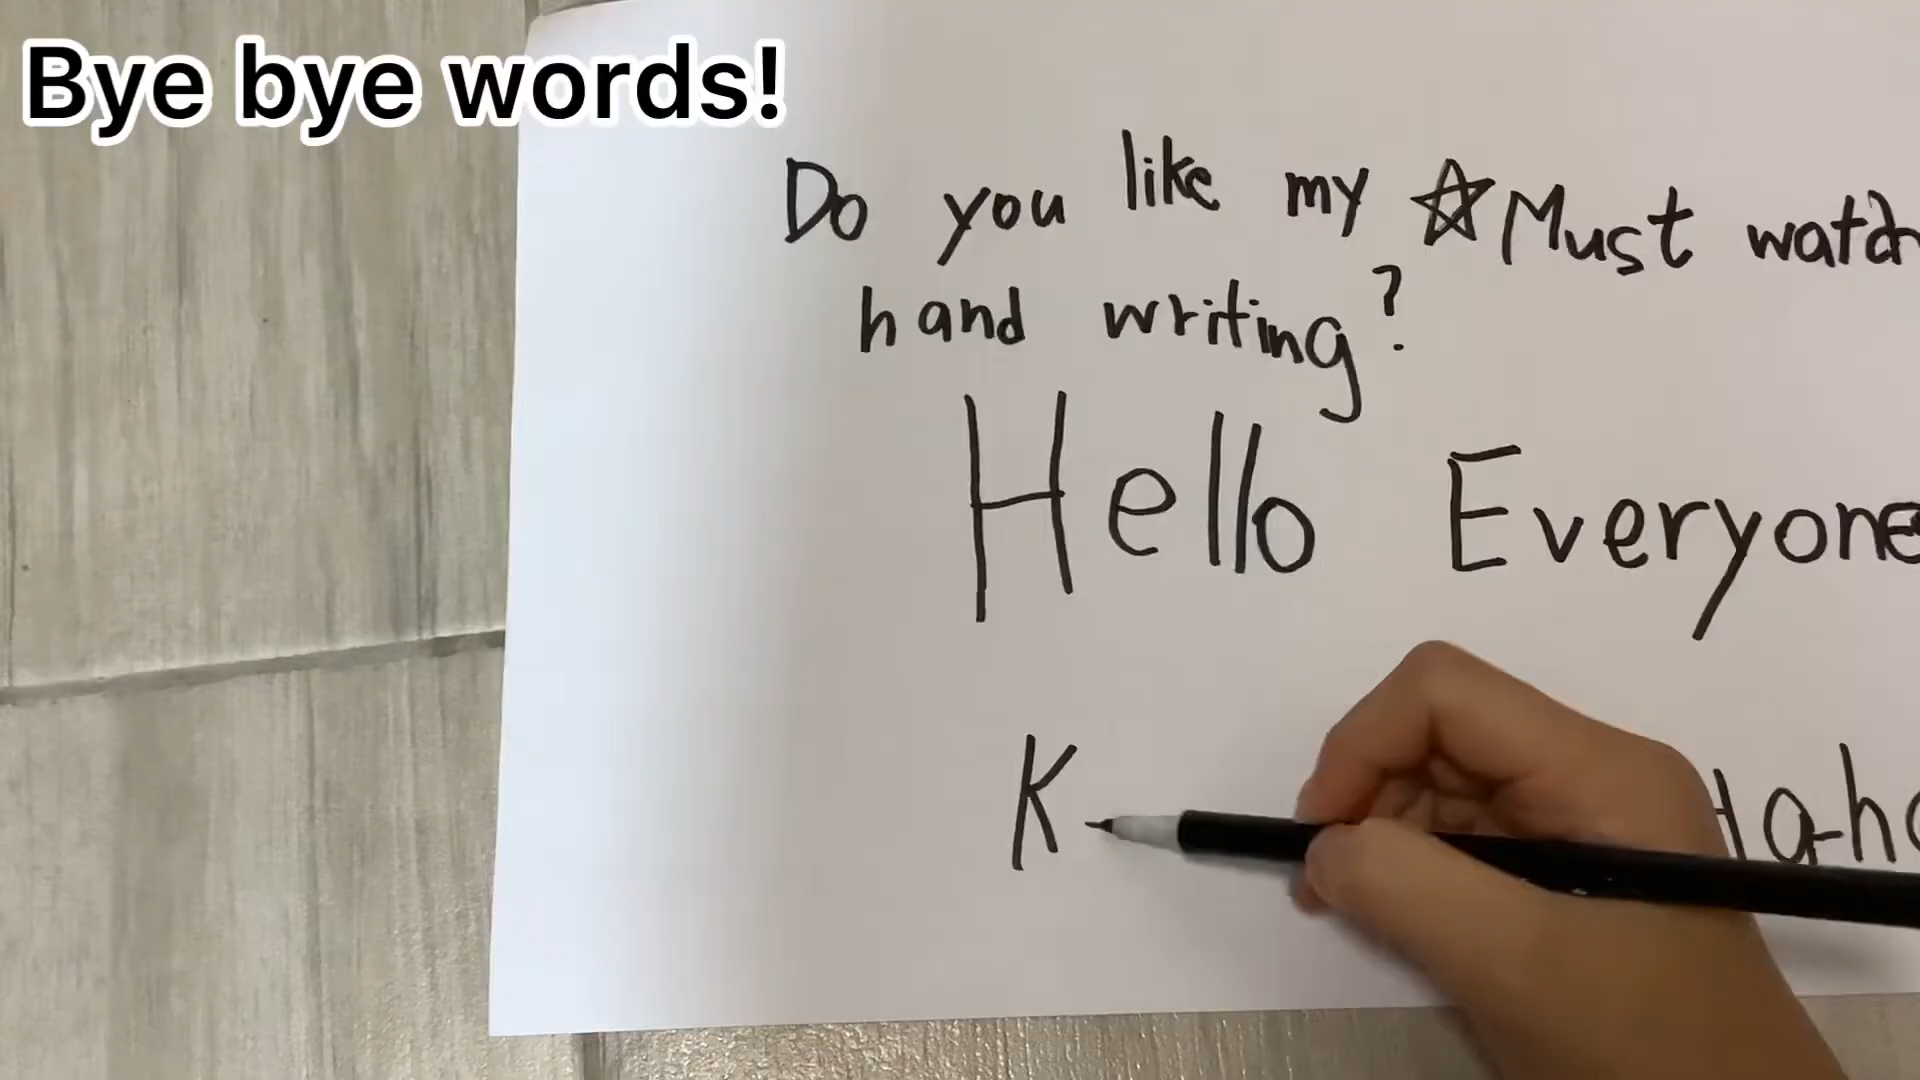 Bye bye words!
Do you like my ☆Must watch
hand writing?
Hello Everyone
K